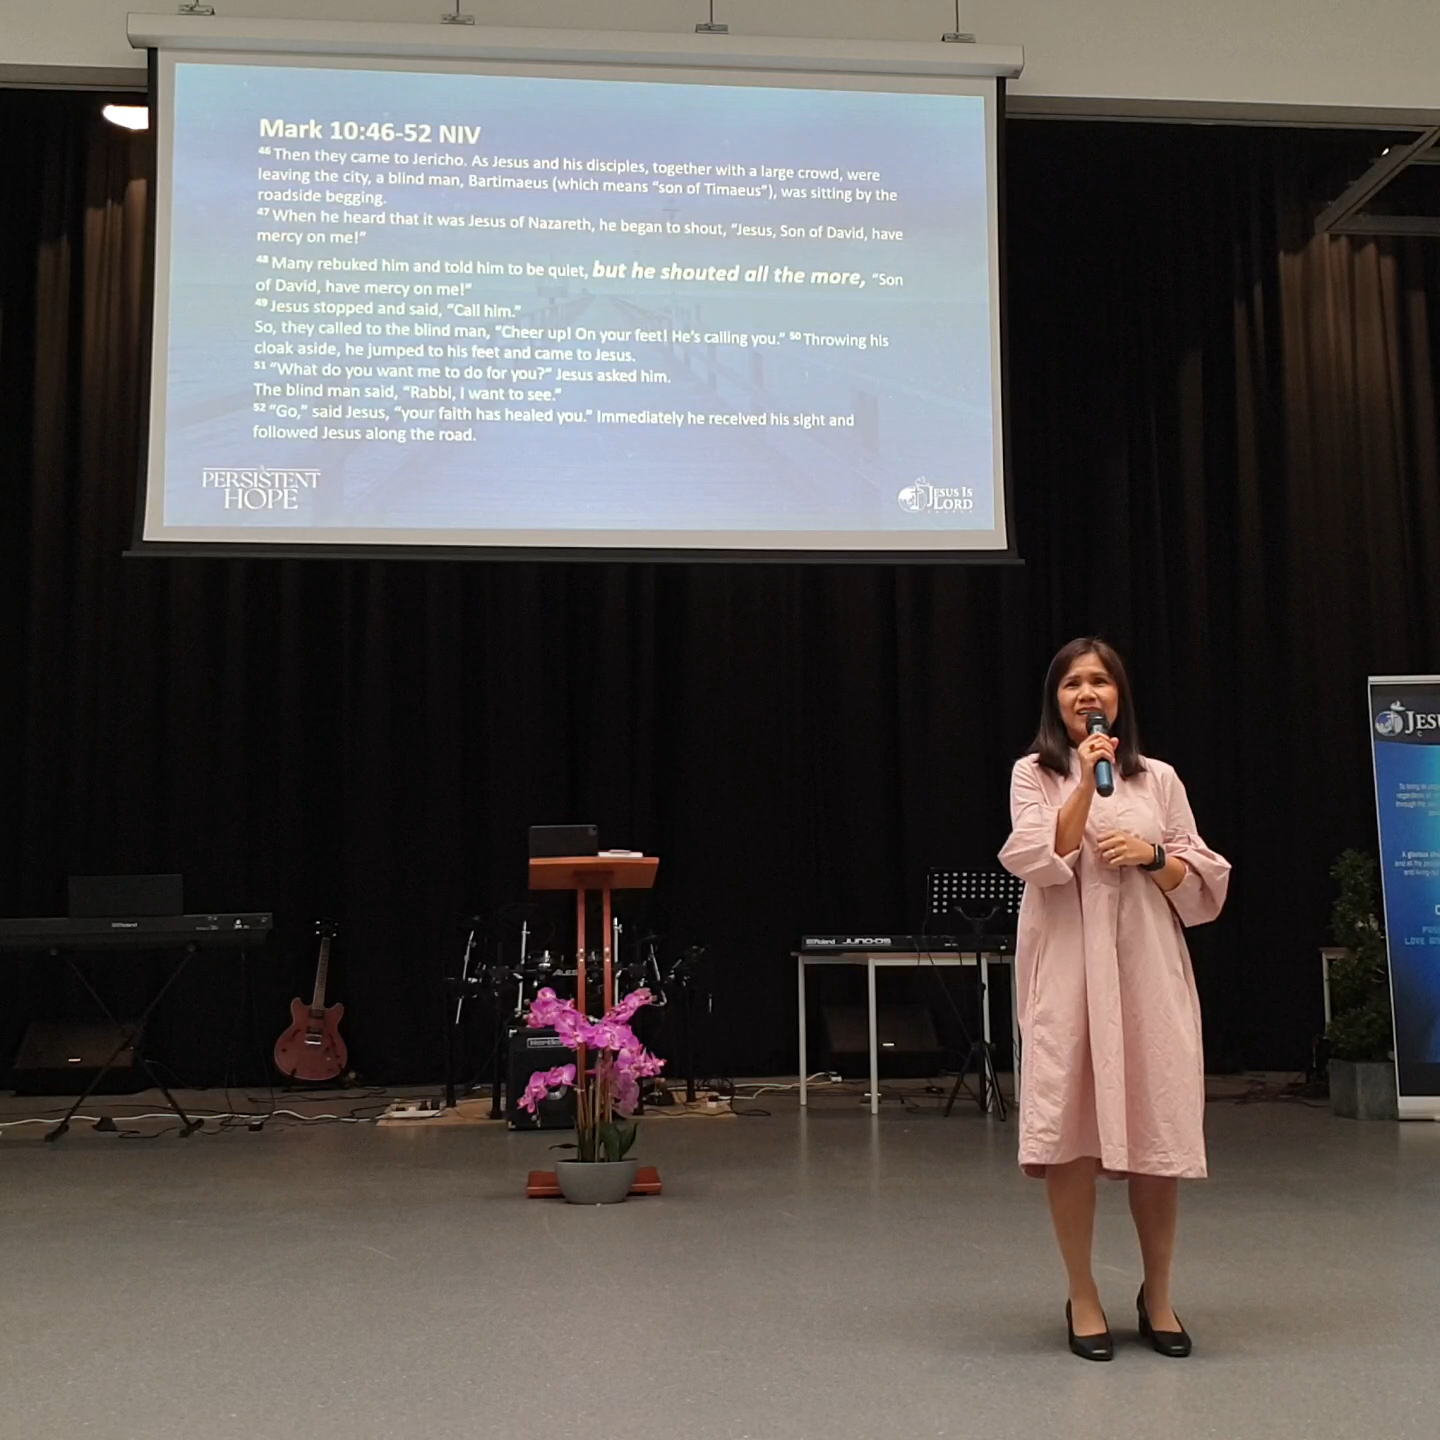 Mark 10:46-52 NIV
46 Then they came to Jericho. As Jesus and his disciples, together with a large crowd, were
leaving the city, a blind man, Bartimaeus (which means “son of Timaeus”), was sitting by the
roadside begging.
47 When he heard that it was Jesus of Nazareth, he began to shout, “Jesus, Son of David, have
mercy on me!”
48 Many rebuked him and told him to be quiet, but he shouted all the more, “Son
of David, have mercy on me!”
49 Jesus stopped and said, “Call him.”
So, they called to the blind man, “Cheer up! On your feet! He’s calling you.” 50 Throwing his
cloak aside, he jumped to his feet and came to Jesus.
51 “What do you want me to do for you?” Jesus asked him.
The blind man said, “Rabbi, I want to see.”
52 “Go,” said Jesus, “your faith has healed you.” Immediately he received his sight and
followed Jesus along the road.
PERSISTENT
HOPE
JESUS IS
LORD
CHURCH
JES
Roland
Roland JUNO-DS
ALES
Hartke